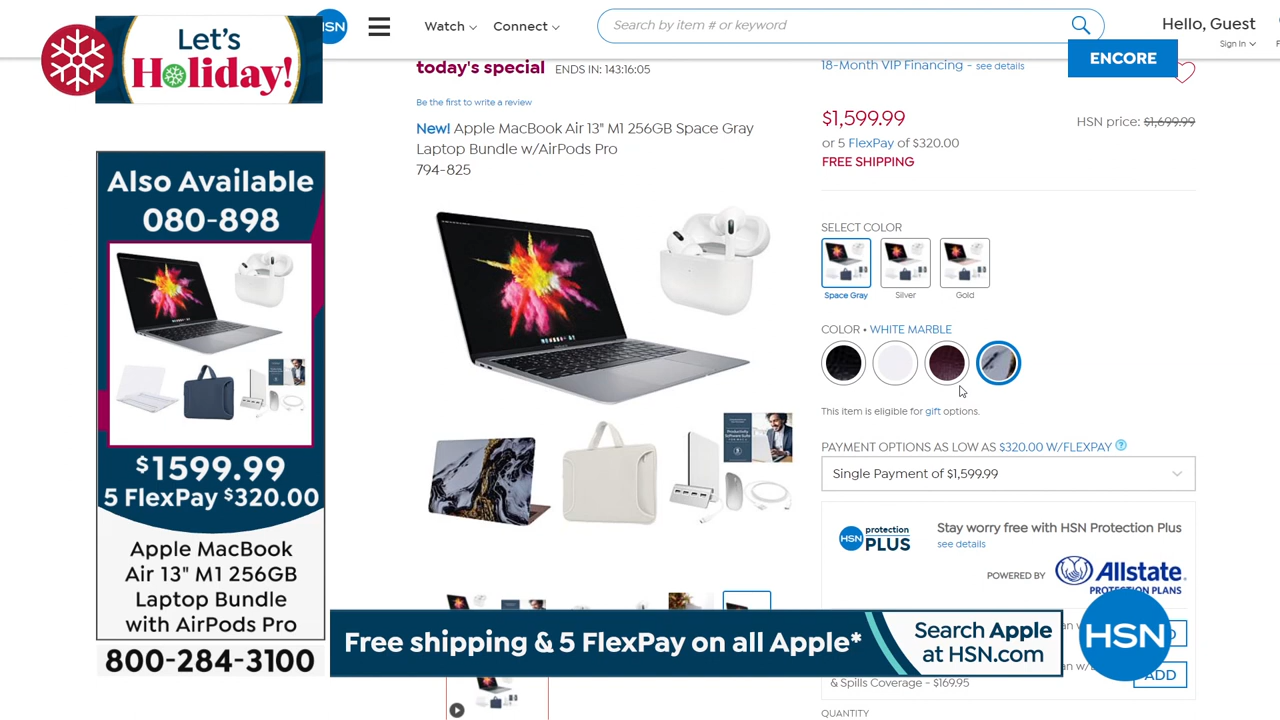 Let's
Holiday!
HSN
Watch
Connect
Search by item # or keyword
Hello, Guest
Sign In
ENCORE
Also Available
080-898
$1599.99
5 FlexPay $320.00
Apple MacBook
Air 13" M1 256GB
Laptop Bundle
with AirPods Pro
800-284-3100
today's special ENDS IN: 143:16:05
Be the first to write a review
New! Apple MacBook Air 13" M1 256GB Space Gray
Laptop Bundle w/AirPods Pro
794-825
18-Month VIP Financing - see details
$1,599.99
HSN price: $1,699.99
or 5 FlexPay of $320.00
FREE SHIPPING
SELECT COLOR
Space Gray
Silver
Gold
COLOR • WHITE MARBLE
This item is eligible for gift options.
PAYMENT OPTIONS AS LOW AS $320.00 W/FLEXPAY ?
Single Payment of $1,599.99
HSN protection
PLUS
Stay worry free with HSN Protection Plus
see details
POWERED BY
Allstate
PROTECTION PLANS
Free shipping & 5 FlexPay on all Apple*
Search Apple
at HSN.com
HSN
& Spills Coverage - $169.95
ADD
QUANTITY